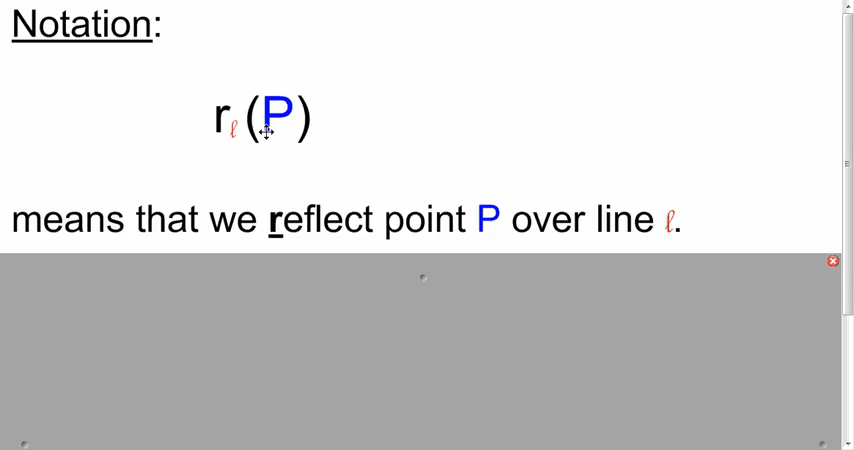 Notation:
rℓ(P)
means that we reflect point P over line ℓ.